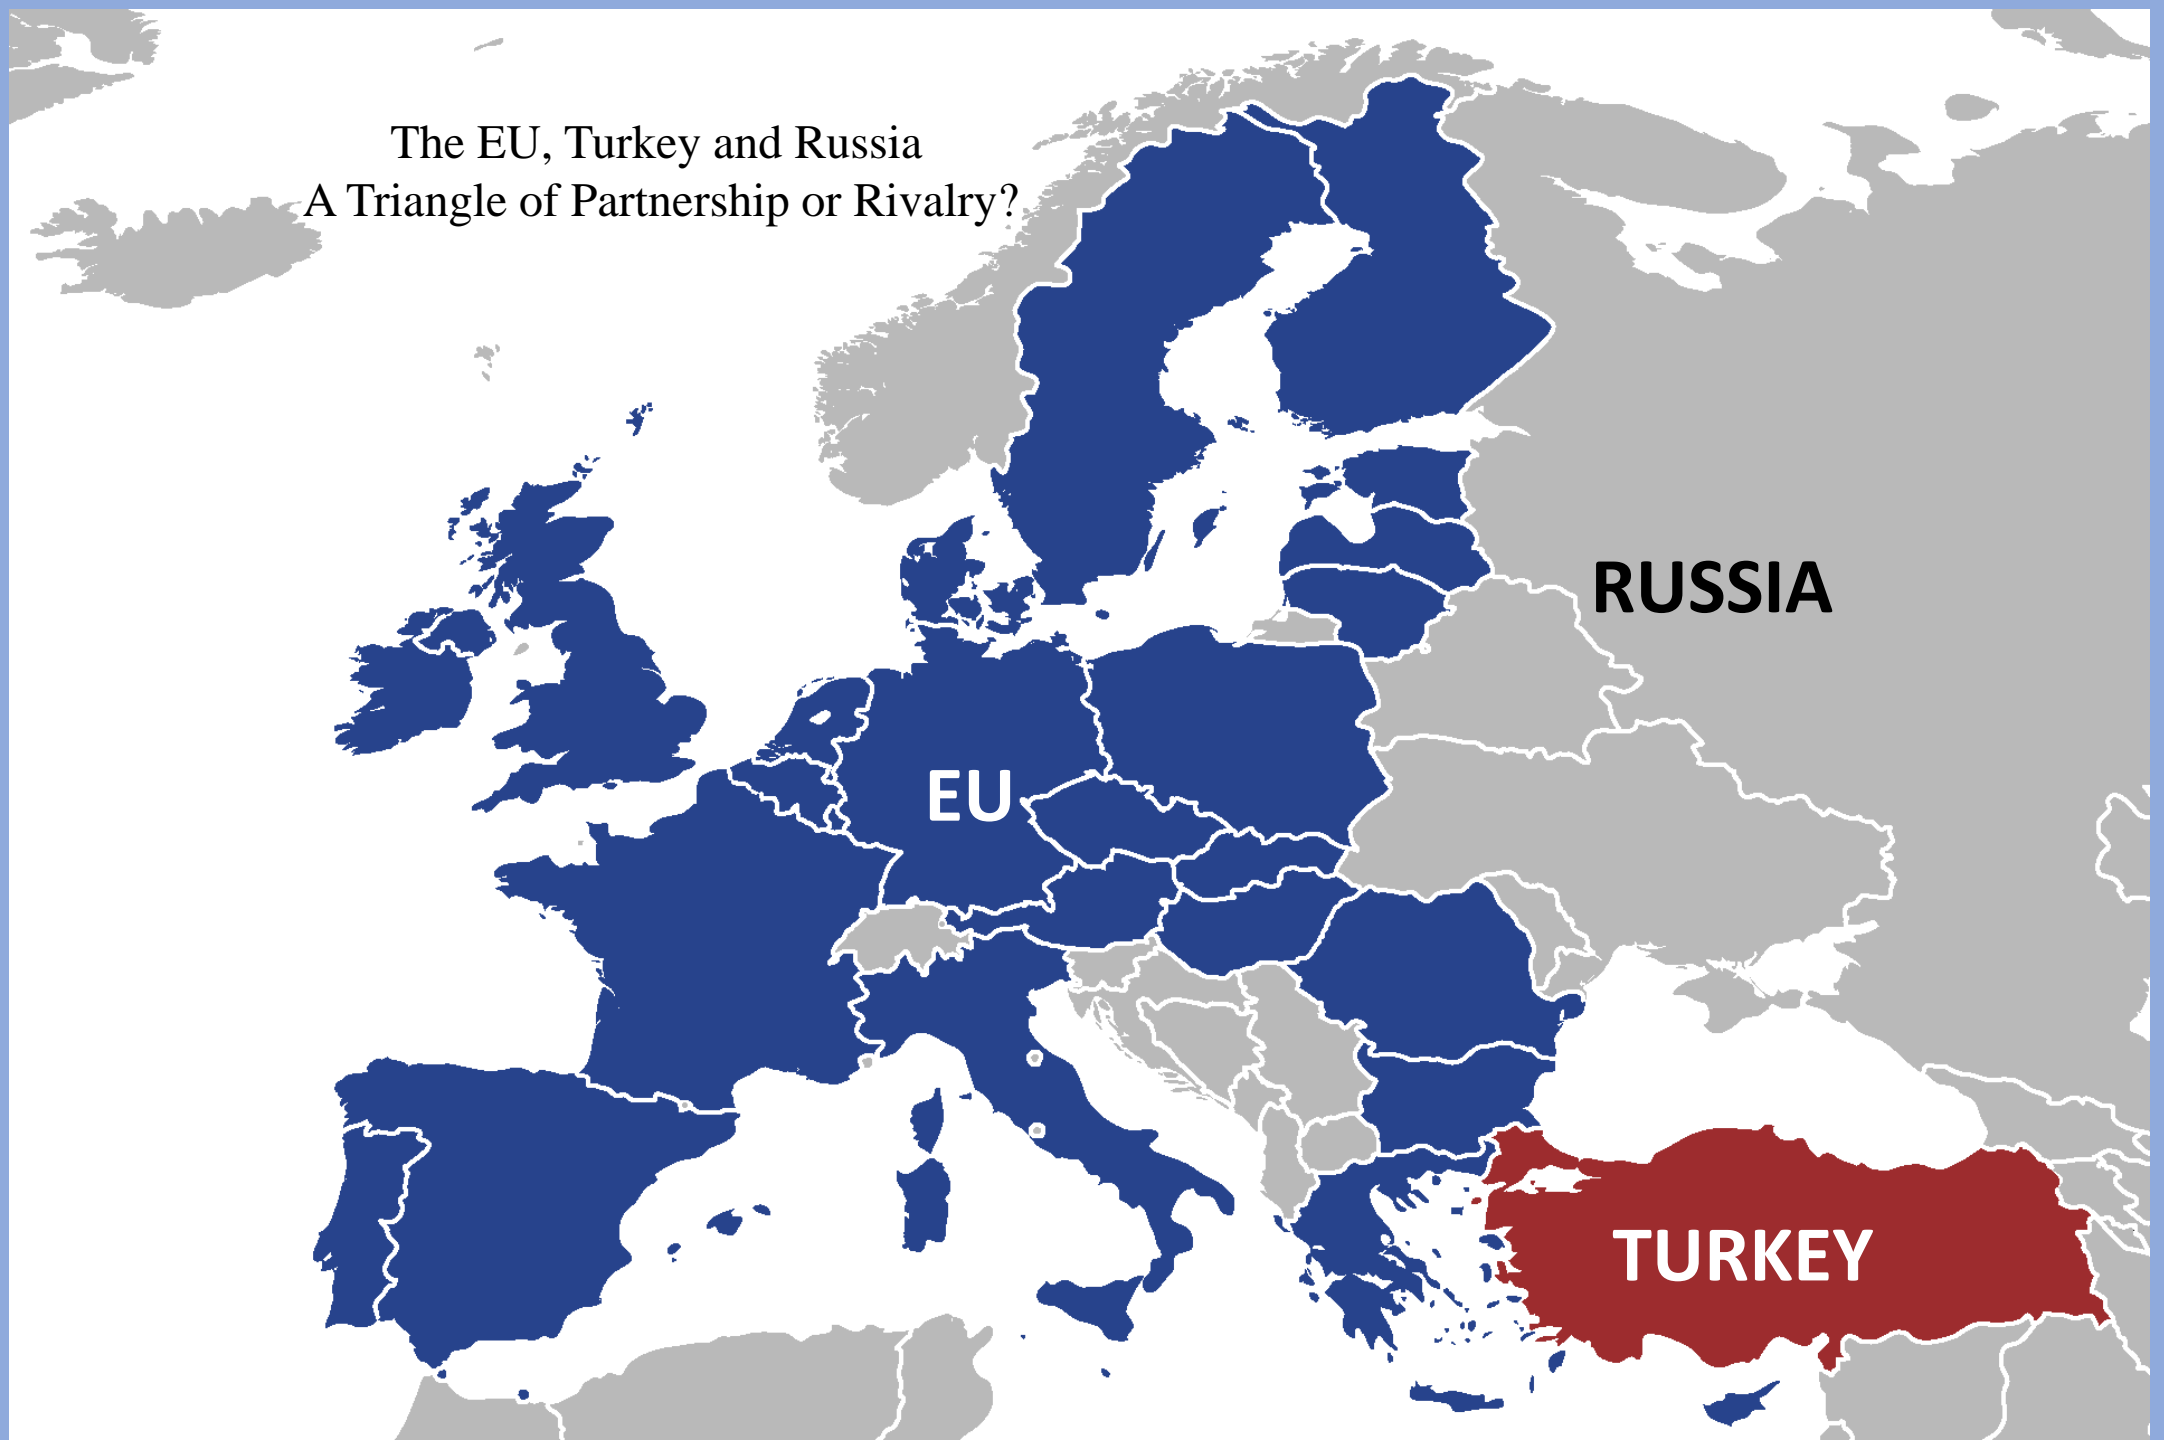 The EU, Turkey and Russia
A Triangle of Partnership or Rivalry?
RUSSIA
EU
TURKEY